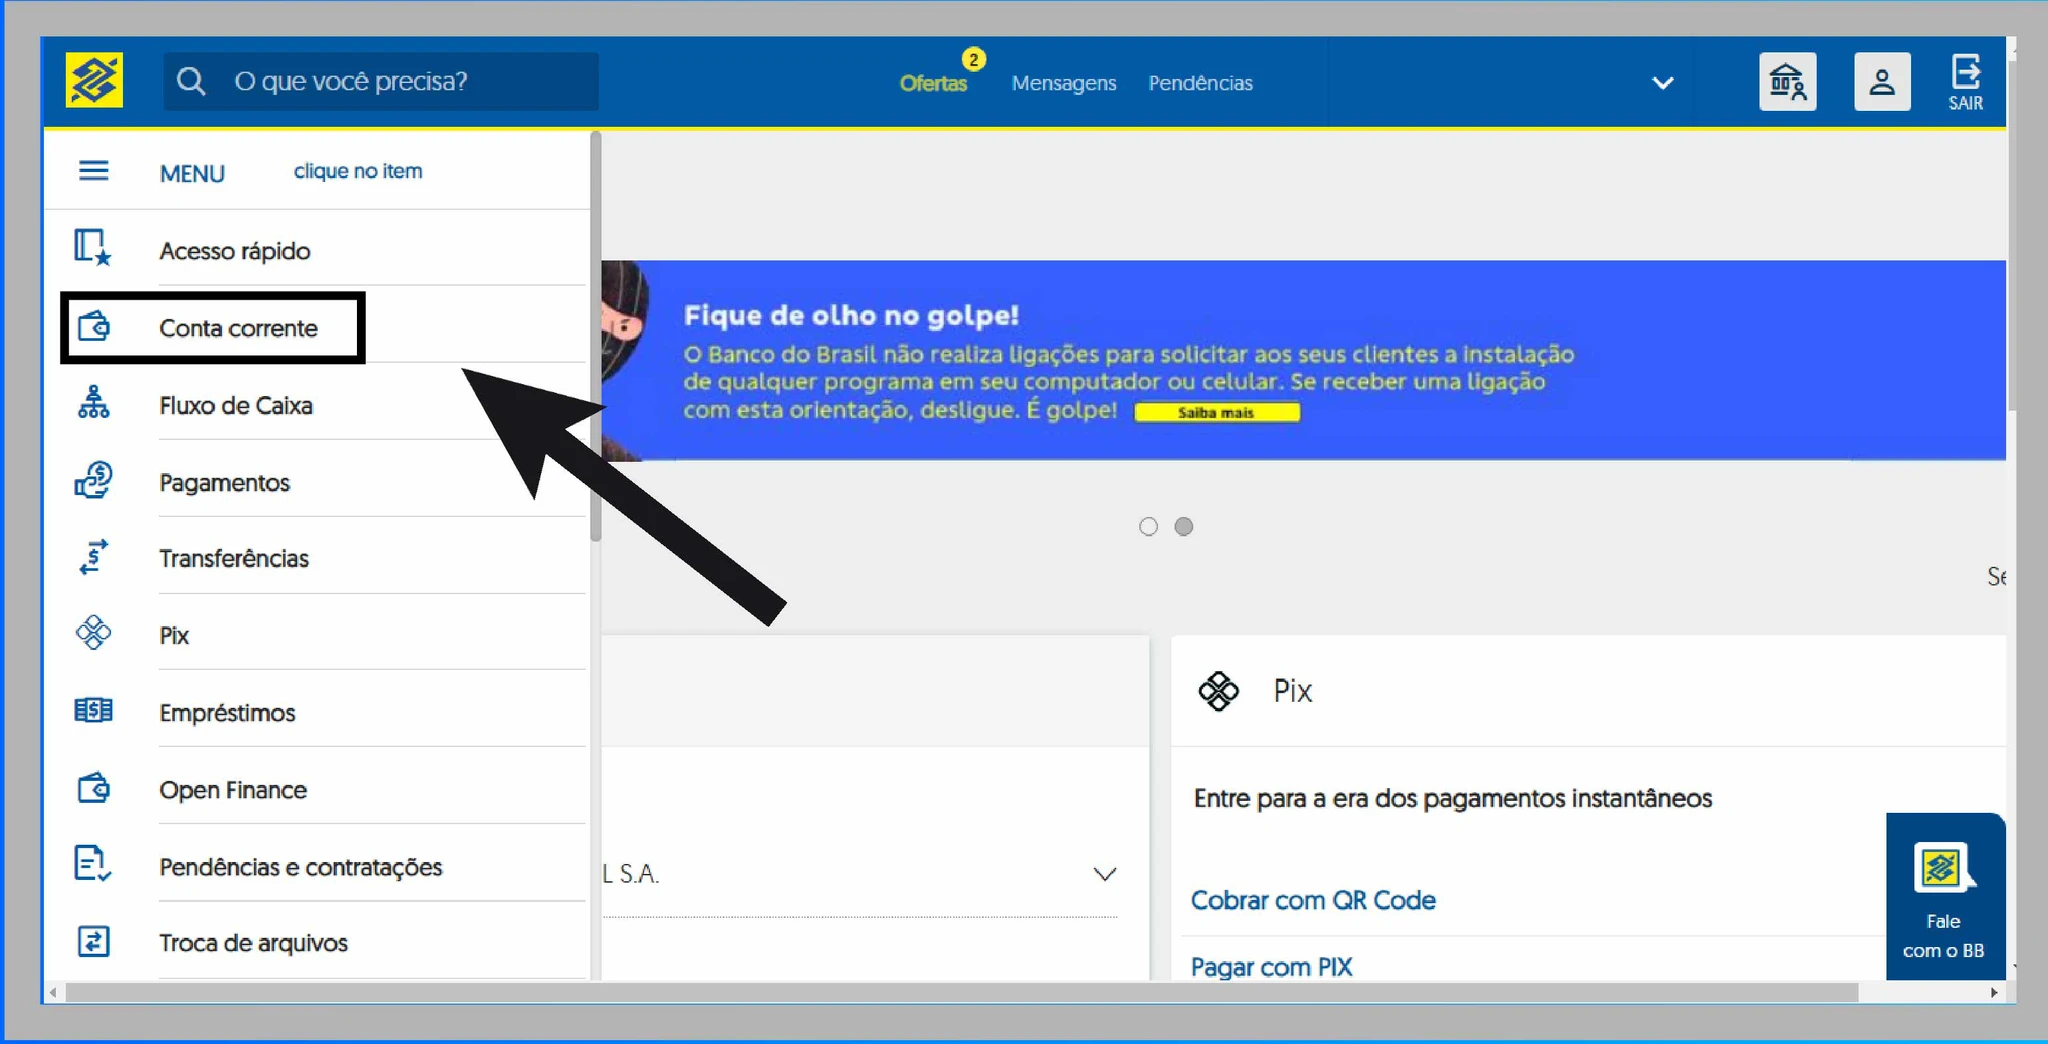 O que você precisa?
Ofertas
2
Mensagens
Pendências
SAIR
MENU
clique no item
Acesso rápido
Conta corrente
Fluxo de Caixa
Pagamentos
Transferências
Pix
Empréstimos
Open Finance
Pendências e contratações
Troca de arquivos
Fique de olho no golpe!
O Banco do Brasil não realiza ligações para solicitar aos seus clientes a instalação
de qualquer programa em seu computador ou celular. Se receber uma ligação
com esta orientação, desligue. É golpe!
Saiba mais
Se
L S.A.
Pix
Entre para a era dos pagamentos instantâneos
Cobrar com QR Code
Pagar com PIX
Fale
com o BB